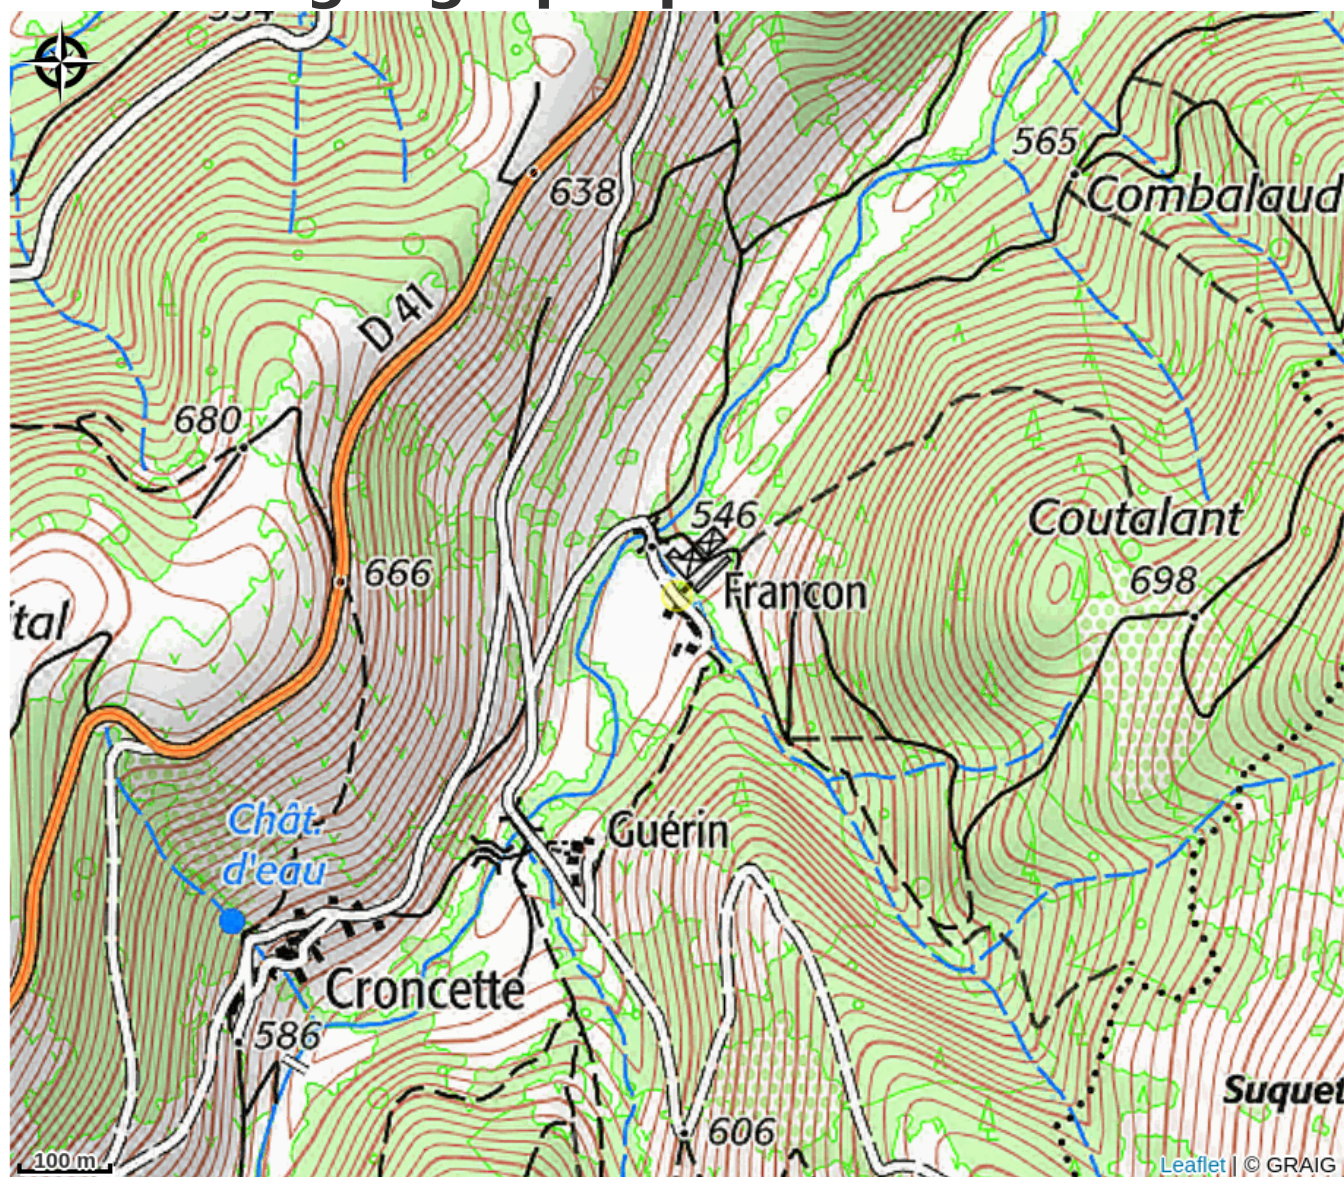 565
Combalaud
638
D 41
680
546
Coutalant
666
Francon
698
tal
Chât.
d'eau
Guérin
Croncette
586
Suquet
606
100 m
Leaflet | © GRAIG